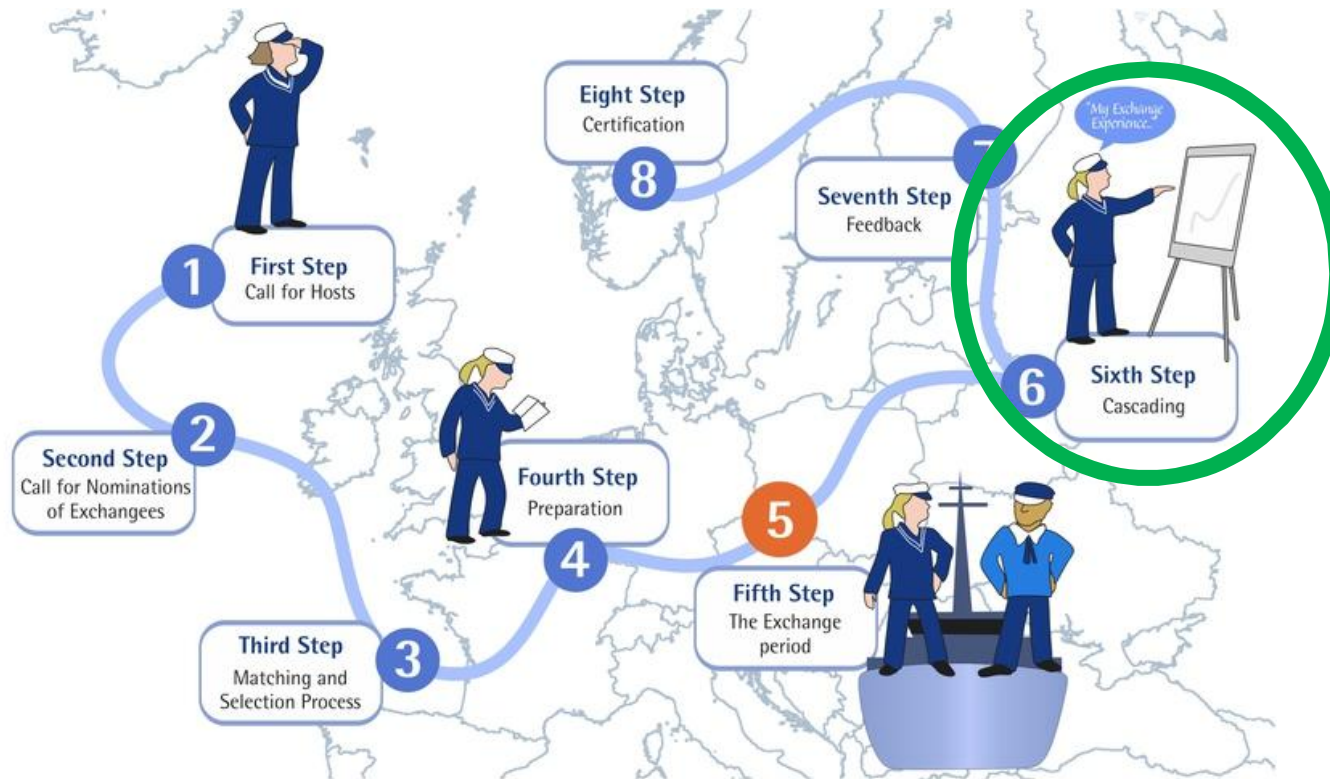 1
First Step
Call for Hosts
2
Second Step
Call for Nominations
of Exchangees
3
Third Step
Matching and
Selection Process
4
Fourth Step
Preparation
5
Fifth Step
The Exchange
period
6
Sixth Step
Cascading
"My Exchange
Experience..
7
Seventh Step
Feedback
8
Eight Step
Certification